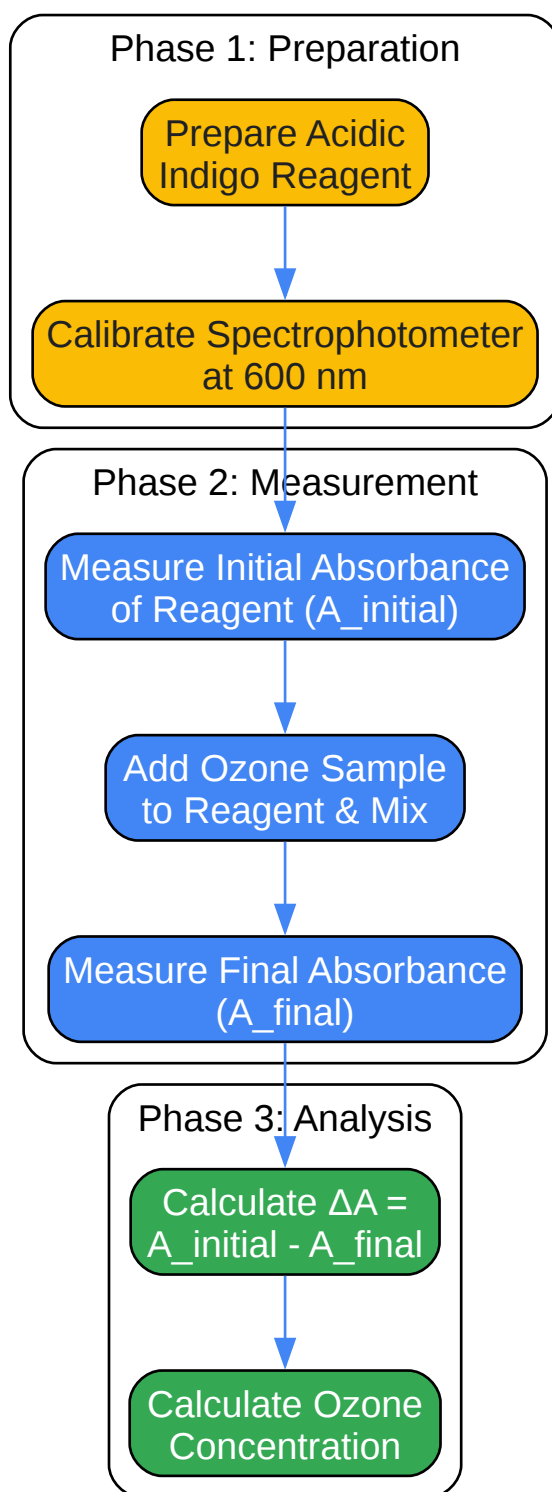 Phase 1: Preparation
Prepare Acidic
Indigo Reagent
Calibrate Spectrophotometer
at 600 nm
Phase 2: Measurement
Measure Initial Absorbance
of Reagent (A_initial)
Add Ozone Sample
to Reagent & Mix
Measure Final Absorbance
(A_final)
Phase 3: Analysis
Calculate ΔA =
A_initial - A_final
Calculate Ozone
Concentration